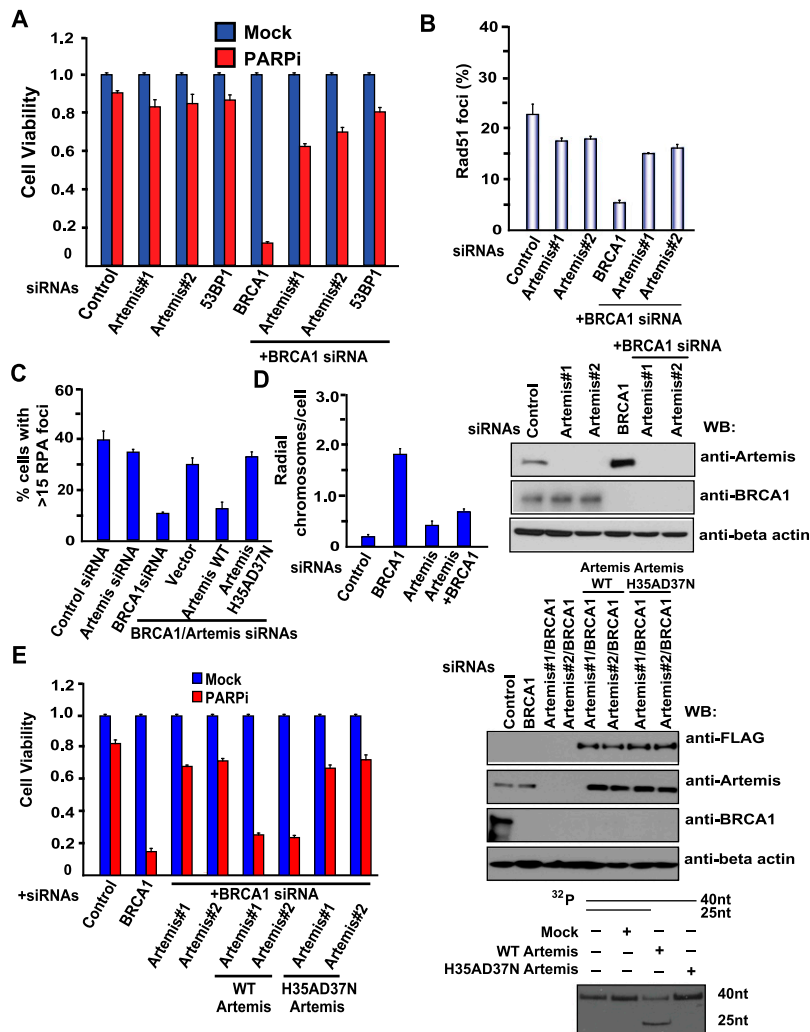 A
Mock
PARPi
Cell Viability
1.2
1.0
0.8
0.6
0.4
0.2
0
siRNAs
Control
Artemis#1
Artemis#2
53BP1
BRCA1
Artemis#1
Artemis#2
53BP1
+BRCA1 siRNA
B
Rad51 foci (%)
40
30
20
10
0
siRNAs
Control
Artemis#1
Artemis#2
BRCA1
Artemis#1
Artemis#2
+BRCA1 siRNA
C
% cells with
>15 RPA foci
60
40
20
0
Control siRNA
Artemis siRNA
BRCA1siRNA
Vector
Artemis WT
Artemis
H35AD37N
BRCA1/Artemis siRNAs
D
Radial
chromosomes/cell
3.0
2.0
1.0
0
siRNAs
Control
BRCA1
Artemis
Artemis
+BRCA1
+BRCA1 siRNA
siRNAs
Control
Artemis#1
Artemis#2
BRCA1
Artemis#1
Artemis#2
WB:
anti-Artemis
anti-BRCA1
anti-beta actin
E
Mock
PARPi
Cell Viability
1.2
1.0
0.8
0.6
0.4
0.2
0
+siRNAs
Control
BRCA1
+BRCA1 siRNA
Artemis#1
Artemis#2
Artemis#1
Artemis#2
Artemis#1
Artemis#2
WT
Artemis
H35AD37N
Artemis
Artemis
WT
Artemis
H35AD37N
siRNAs
Control
BRCA1
Artemis#1/BRCA1
Artemis#2/BRCA1
Artemis#1/BRCA1
Artemis#2/BRCA1
Artemis#1/BRCA1
Artemis#2/BRCA1
WB:
anti-FLAG
anti-Artemis
anti-BRCA1
anti-beta actin
32P
40nt
25nt
Mock – + – –
WT Artemis – – + –
H35AD37N Artemis – – – +
40nt
25nt